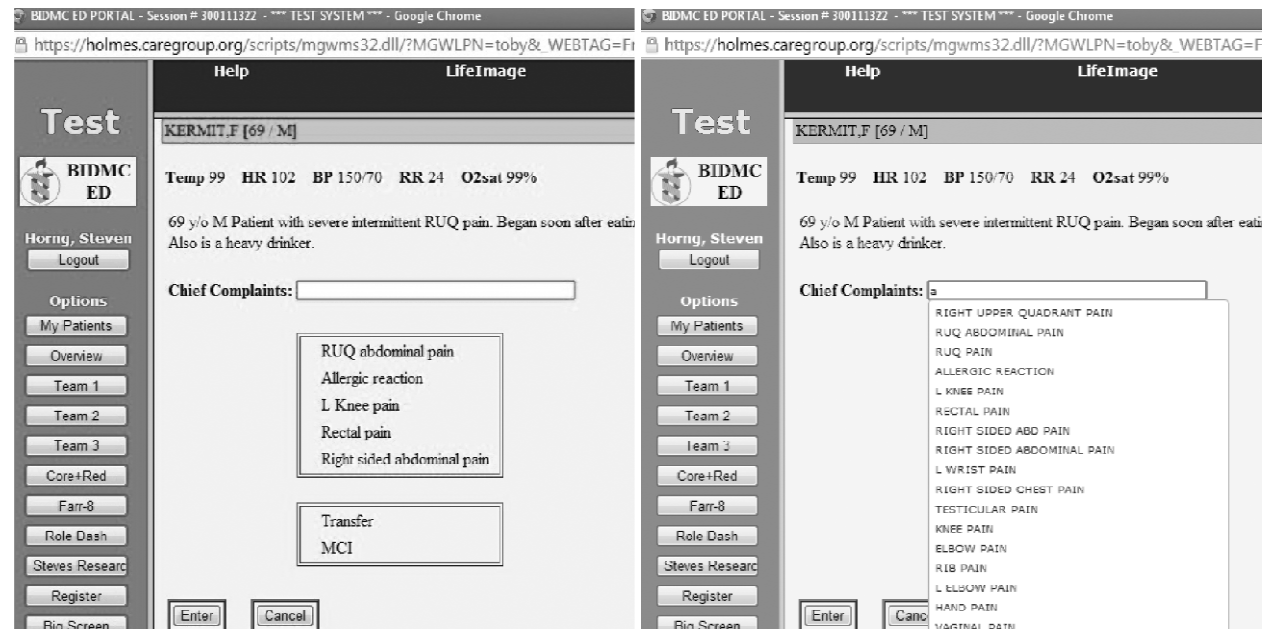 BIDMC ED PORTAL - Session # 300111322 - *** TEST SYSTEM *** - Google Chrome
https://holmes.caregroup.org/scripts/mgwms32.dll/?MGWLPN=toby&_WEBTAG=Fr
Help LifeImage
Test
KERMIT,F [69 / M]
BIDMC
ED
Temp 99 HR 102 BP 150/70 RR 24 O2sat 99%
69 y/o M Patient with severe intermittent RUQ pain. Began soon after eatin
Also is a heavy drinker.
Horng, Steven
Logout
Chief Complaints:
Options
My Patients
Overview
Team 1
Team 2
Team 3
Core+Red
Farr-8
Role Dash
Steves Researc
Register
Big Screen
RUQ abdominal pain
Allergic reaction
L Knee pain
Rectal pain
Right sided abdominal pain
Transfer
MCI
Enter Cancel
BIDMC ED PORTAL - Session # 300111322 - *** TEST SYSTEM *** - Google Chrome
https://holmes.caregroup.org/scripts/mgwms32.dll/?MGWLPN=toby&_WEBTAG=F
Help LifeImage
Test
KERMIT,F [69 / M]
BIDMC
ED
Temp 99 HR 102 BP 150/70 RR 24 O2sat 99%
69 y/o M Patient with severe intermittent RUQ pain. Began soon after eati
Also is a heavy drinker.
Horng, Steven
Logout
Chief Complaints: a
Options
My Patients
Overview
Team 1
Team 2
Team 3
Core+Red
Farr-8
Role Dash
Steves Researc
Register
Big Screen
RIGHT UPPER QUADRANT PAIN
RUQ ABDOMINAL PAIN
RUQ PAIN
ALLERGIC REACTION
L KNEE PAIN
RECTAL PAIN
RIGHT SIDED ABD PAIN
RIGHT SIDED ABDOMINAL PAIN
L WRIST PAIN
RIGHT SIDED CHEST PAIN
TESTICULAR PAIN
KNEE PAIN
ELBOW PAIN
RIB PAIN
L ELBOW PAIN
HAND PAIN
VAGINAL PAIN
Enter Canc